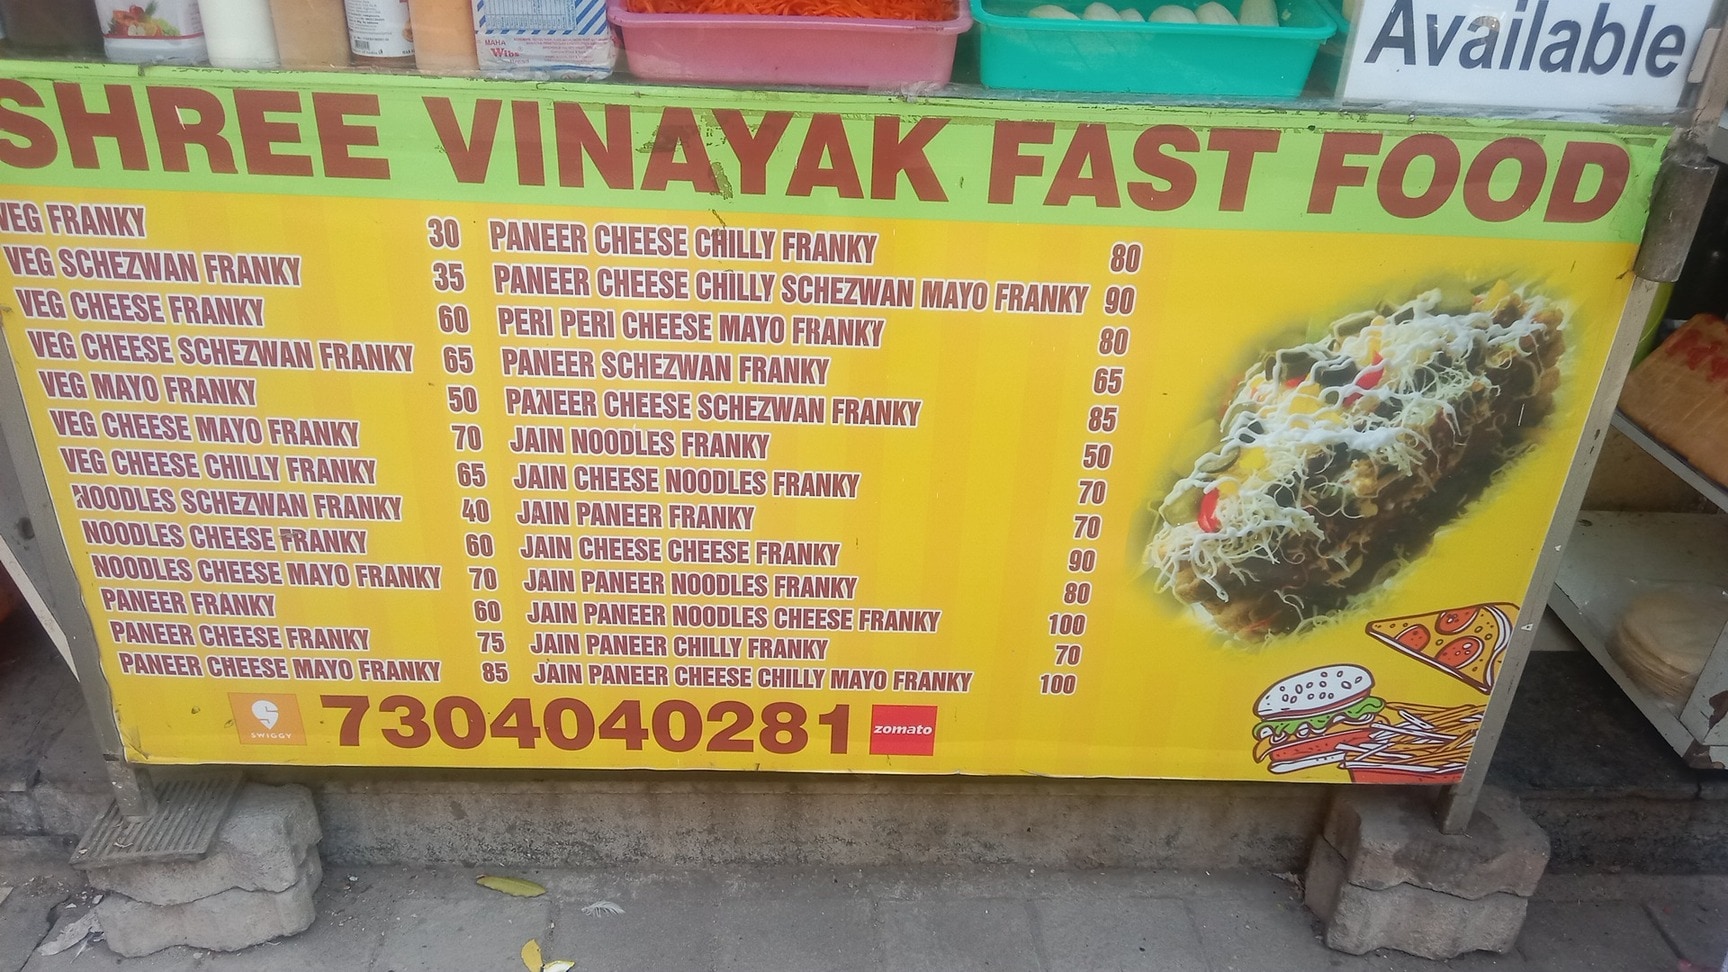 MAHA
Wibs
Available
SHREE VINAYAK FAST FOOD
VEG FRANKY 30
VEG SCHEZWAN FRANKY 35
VEG CHEESE FRANKY 60
VEG CHEESE SCHEZWAN FRANKY 65
VEG MAYO FRANKY 50
VEG CHEESE MAYO FRANKY 70
VEG CHEESE CHILLY FRANKY 65
NOODLES SCHEZWAN FRANKY 40
NOODLES CHEESE FRANKY 60
NOODLES CHEESE MAYO FRANKY 70
PANEER FRANKY 60
PANEER CHEESE FRANKY 75
PANEER CHEESE MAYO FRANKY 85
PANEER CHEESE CHILLY FRANKY 80
PANEER CHEESE CHILLY SCHEZWAN MAYO FRANKY 90
PERI PERI CHEESE MAYO FRANKY 80
PANEER SCHEZWAN FRANKY 65
PANEER CHEESE SCHEZWAN FRANKY 85
JAIN NOODLES FRANKY 50
JAIN CHEESE NOODLES FRANKY 70
JAIN PANEER FRANKY 70
JAIN CHEESE CHEESE FRANKY 90
JAIN PANEER NOODLES FRANKY 80
JAIN PANEER NOODLES CHEESE FRANKY 100
JAIN PANEER CHILLY FRANKY 70
JAIN PANEER CHEESE CHILLY MAYO FRANKY 100
SWIGGY 7304040281 zomato